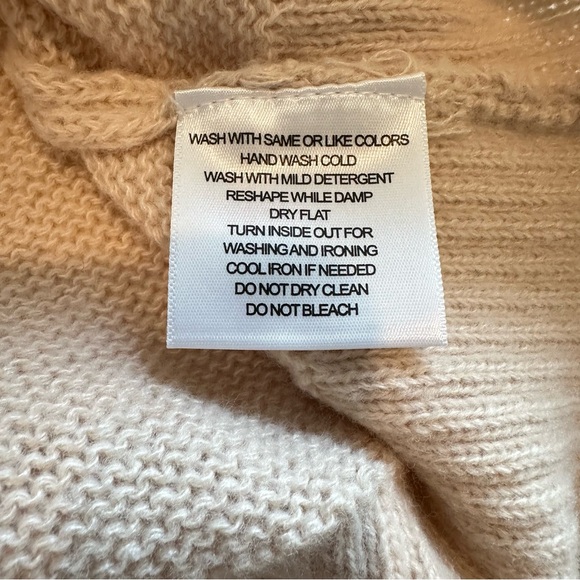 WASH WITH SAME OR LIKE COLORS
HAND WASH COLD
WASH WITH MILD DETERGENT
RESHAPE WHILE DAMP
DRY FLAT
TURN INSIDE OUT FOR
WASHING AND IRONING
COOL IRON IF NEEDED
DO NOT DRY CLEAN
DO NOT BLEACH